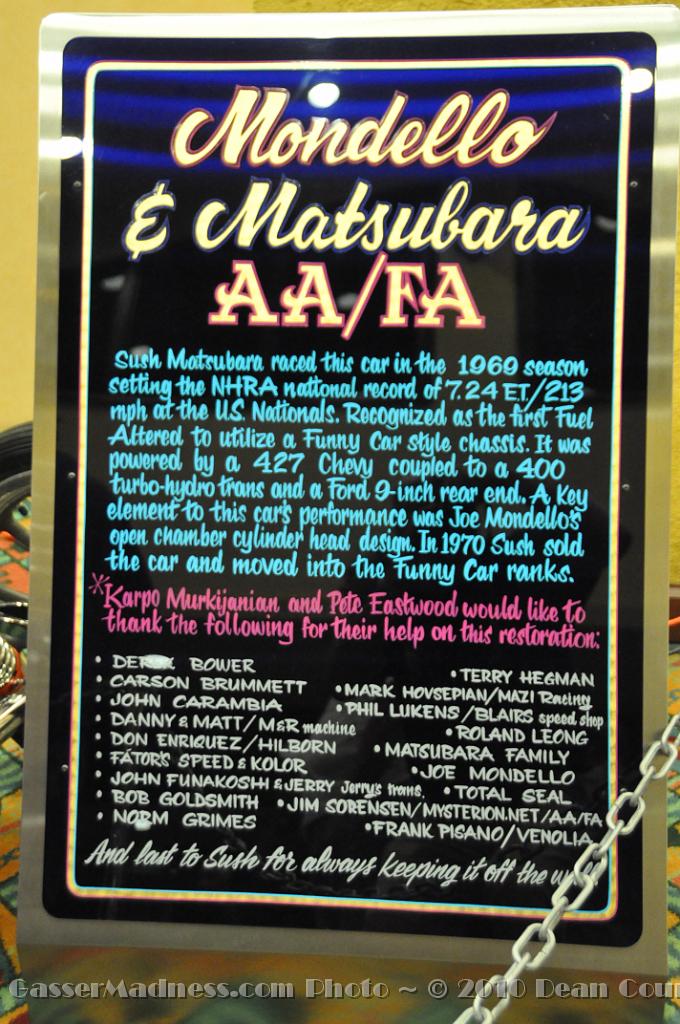 Mondello
& Matsubara
AA/FA
Sush Matsubara raced this car in the 1969 season
setting the NHRA national record of 7.24 ET/213
mph at the U.S. Nationals. Recognized as the first Fuel
Altered to utilize a Funny Car style chassis. It was
powered by a 427 Chevy coupled to a 400
turbo-hydro trans and a Ford 9-inch rear end. A key
element to this car's performance was Joe Mondello's
open chamber cylinder head design. In 1970 Sush sold
the car and moved into the Funny Car ranks.
*Karpo Murkijanian and Pete Eastwood would like to
thank the following for their help on this restoration:
• DEREK BOWER
• CARSON BRUMMETT
• JOHN CARAMBIA
• DANNY & MATT/M&R machine
• DON ENRIQUEZ/HILBORN
• FÁTOR'S SPEED & KOLOR
• JOHN FUNAKOSHI & JERRY Jerry's trans.
• BOB GOLDSMITH
• NORM GRIMES
• TERRY HEGMAN
• MARK HOVSEPIAN/MAZI Racing
• PHIL LUKENS/BLAIRS speed shop
• ROLAND LEONG
• MATSUBARA FAMILY
• JOE MONDELLO
• TOTAL SEAL
• JIM SORENSEN/MYSTERION.NET/AA/FA
• FRANK PISANO/VENOLIA
And last to Sush for always keeping it off the wall!
GasserMadness.com Photo ~ © 2010 Dean Cour